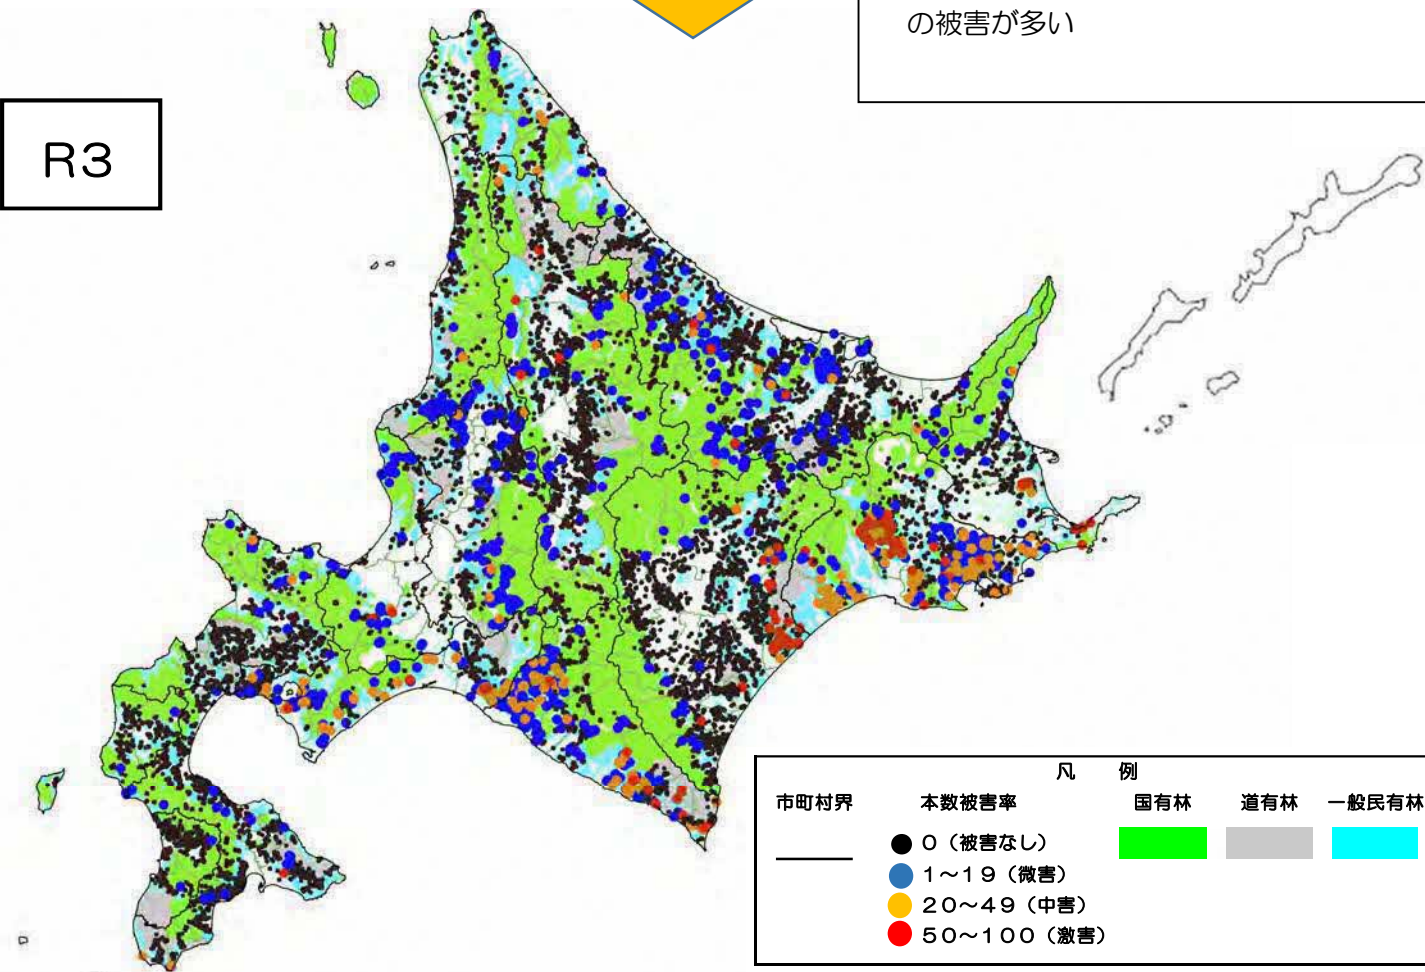 の被害が多い
R3
凡 例
市町村界 本数被害率 国有林 道有林 一般民有林
0（被害なし）
1～19（微害）
20～49（中害）
50～100（激害）